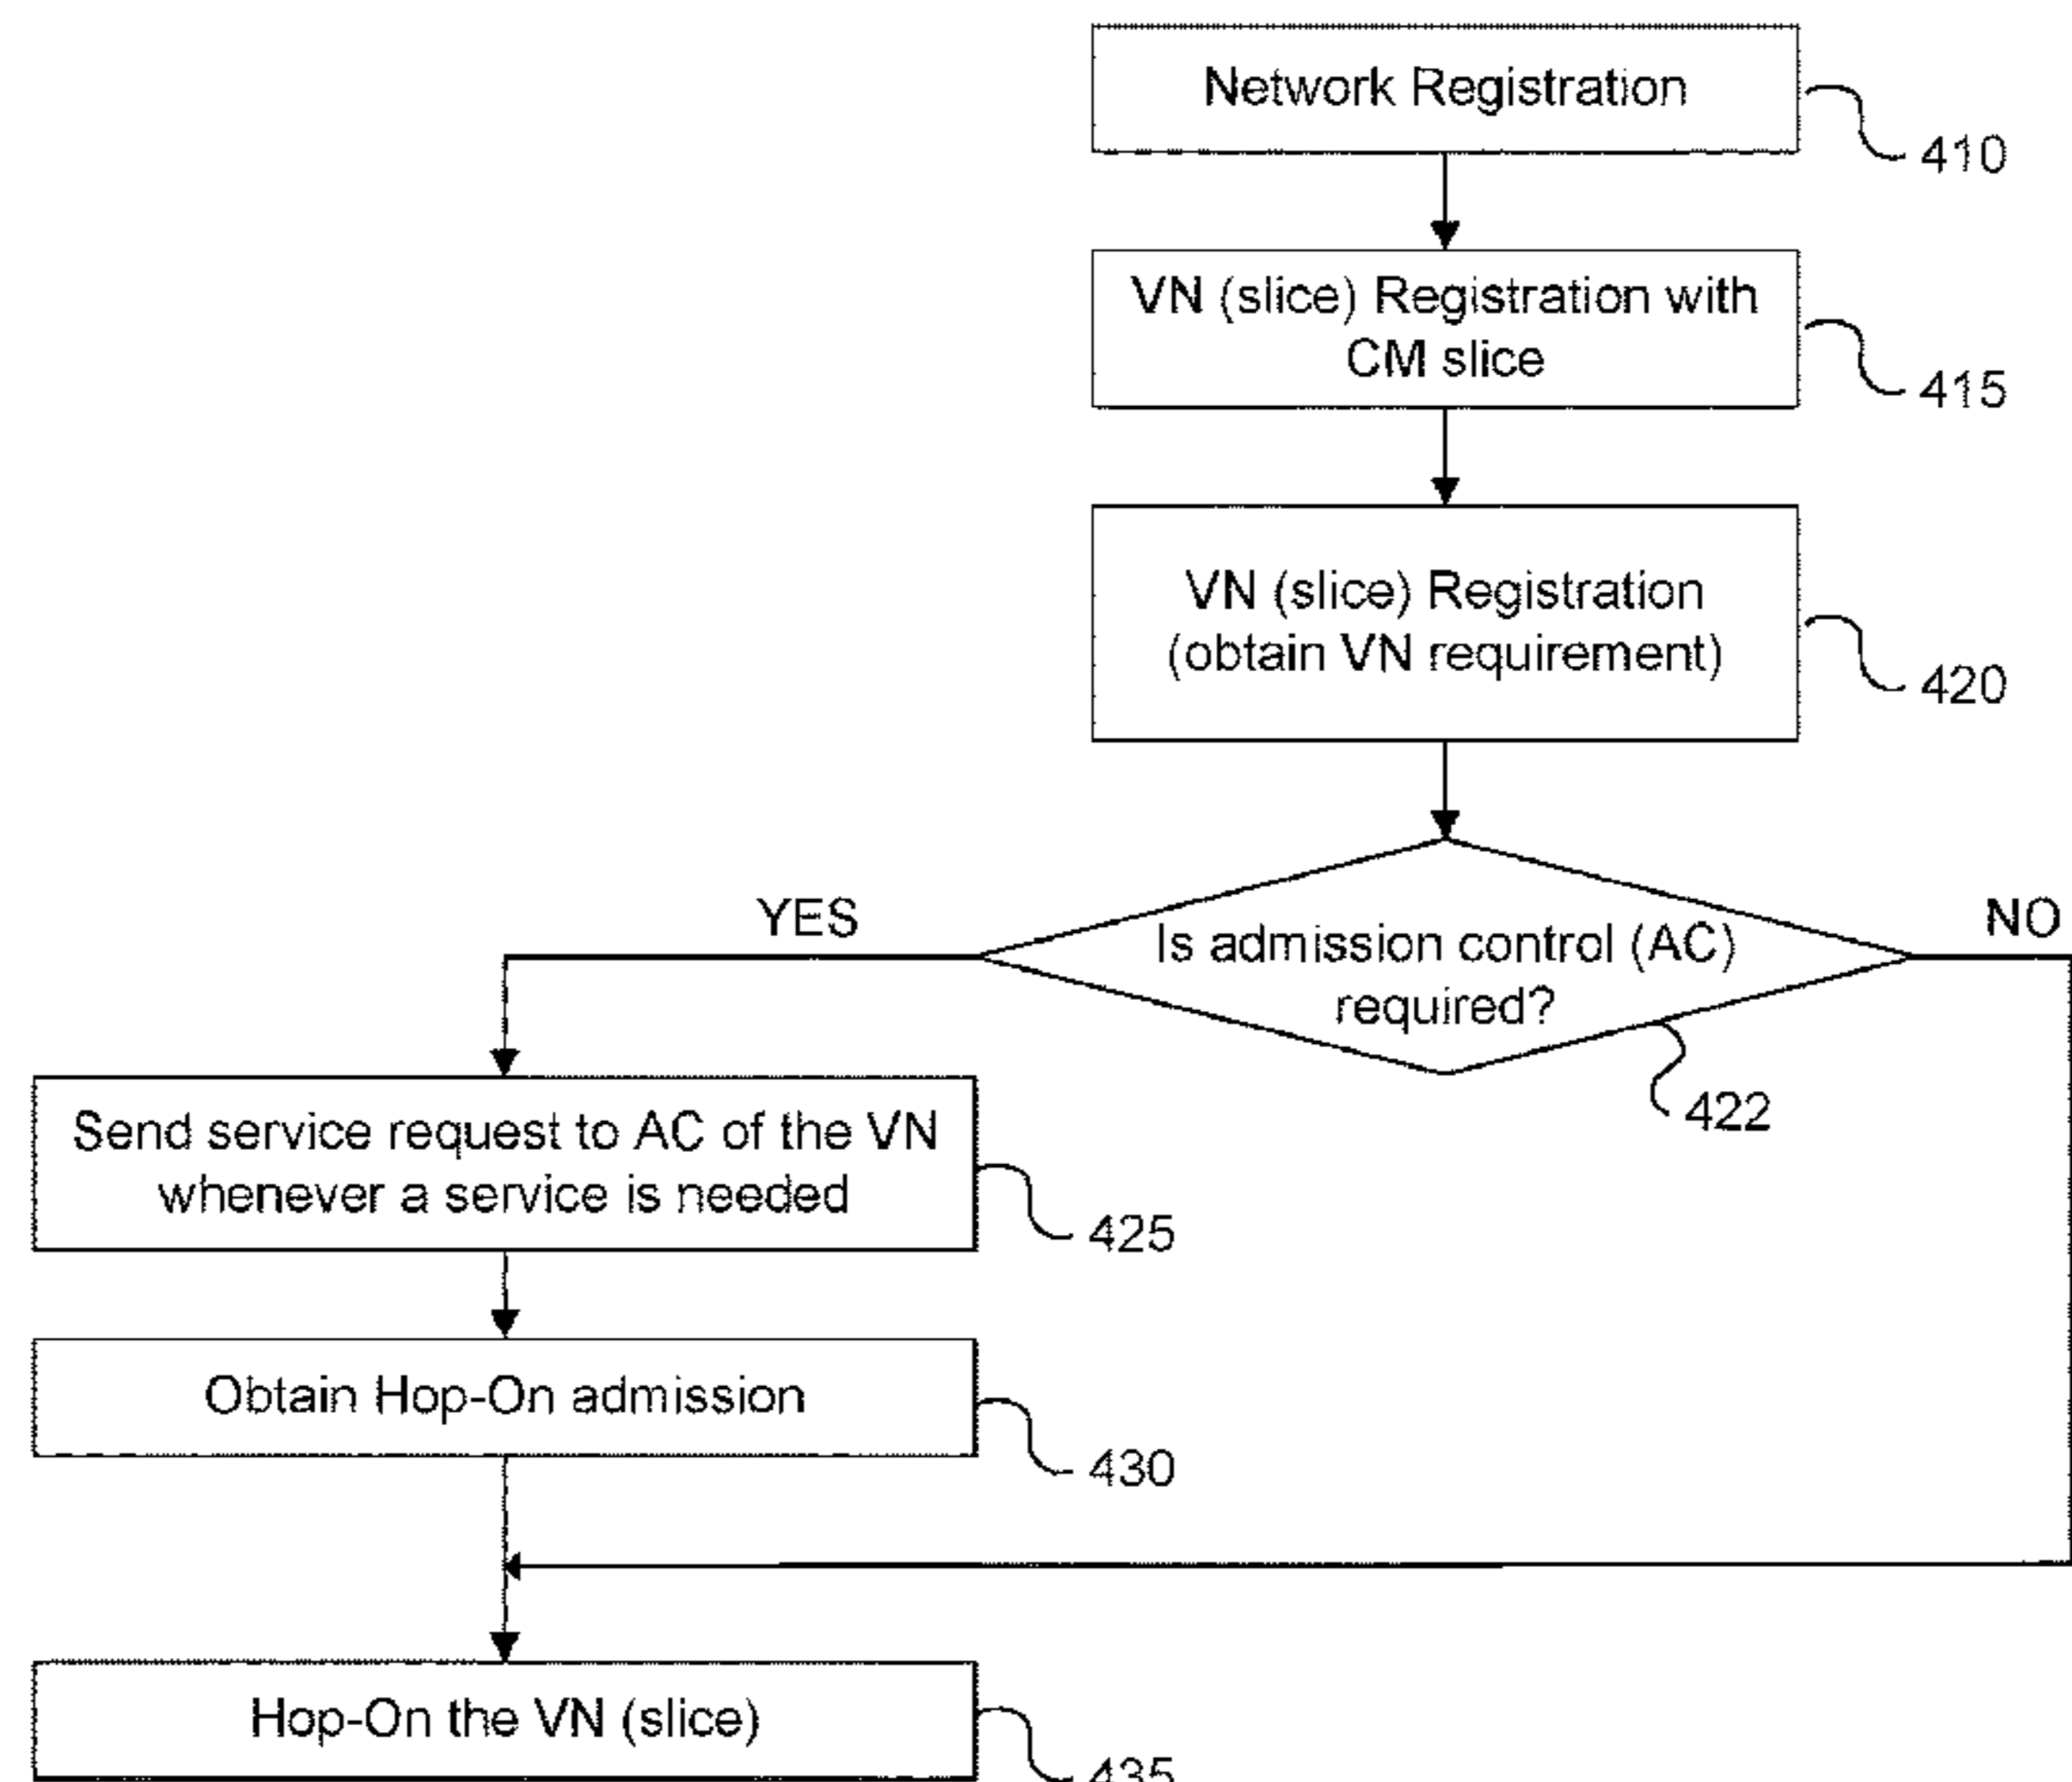 Network Registration
410
VN (slice) Registration with
CM slice
415
VN (slice) Registration
(obtain VN requirement)
420
YES
NO
Is admission control (AC)
required?
422
Send service request to AC of the VN
whenever a service is needed
425
Obtain Hop-On admission
430
Hop-On the VN (slice)
435